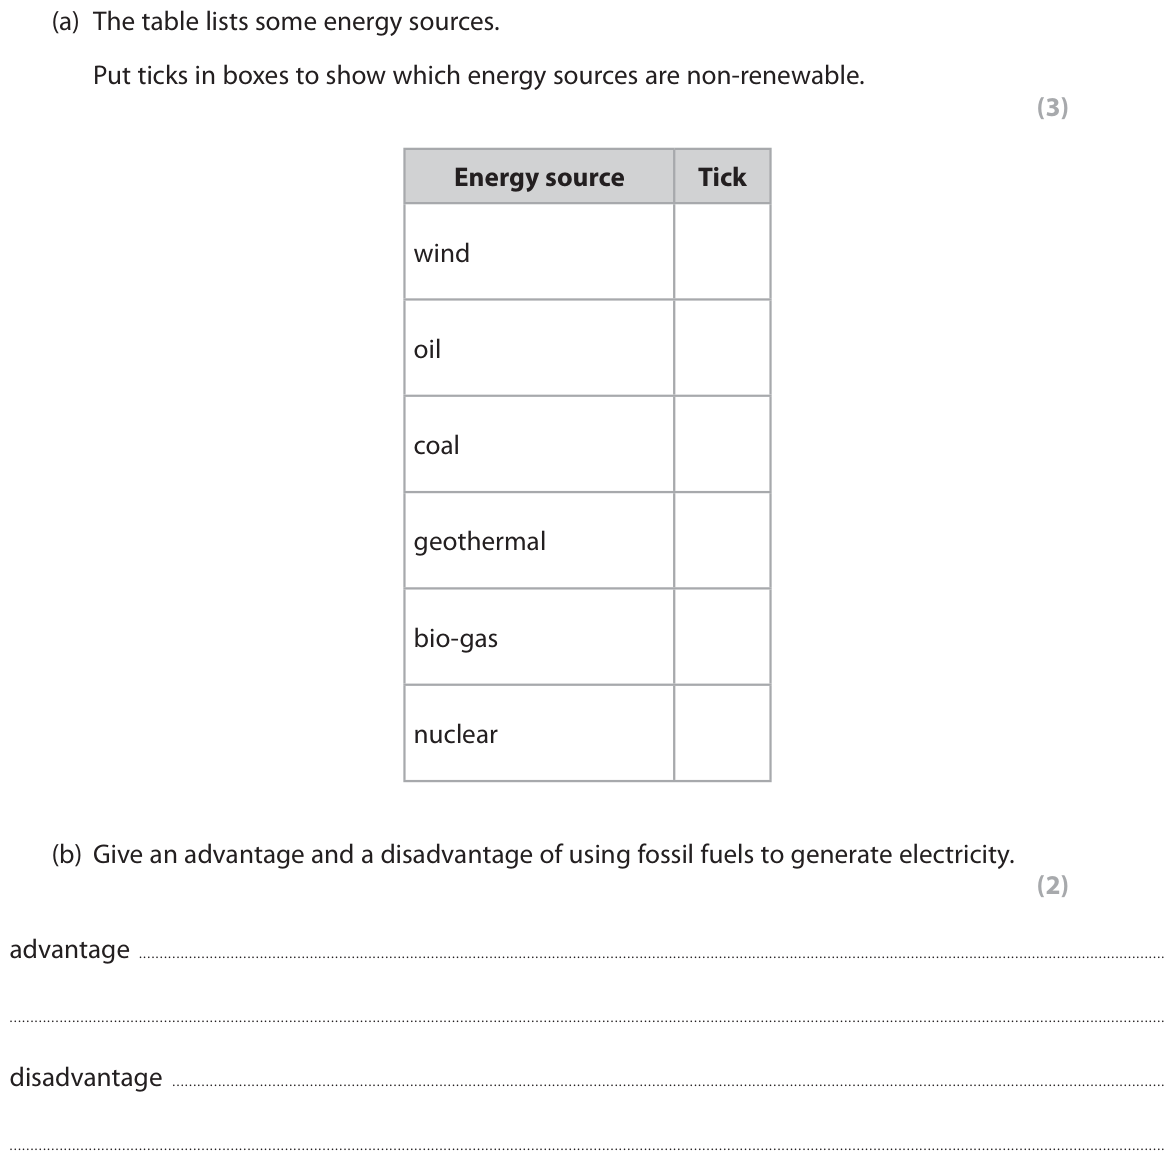 (a) The table lists some energy sources.
Put ticks in boxes to show which energy sources are non-renewable.
(3)
Energy source Tick
wind
oil
coal
geothermal
bio-gas
nuclear
(b) Give an advantage and a disadvantage of using fossil fuels to generate electricity.
(2)
advantage
disadvantage